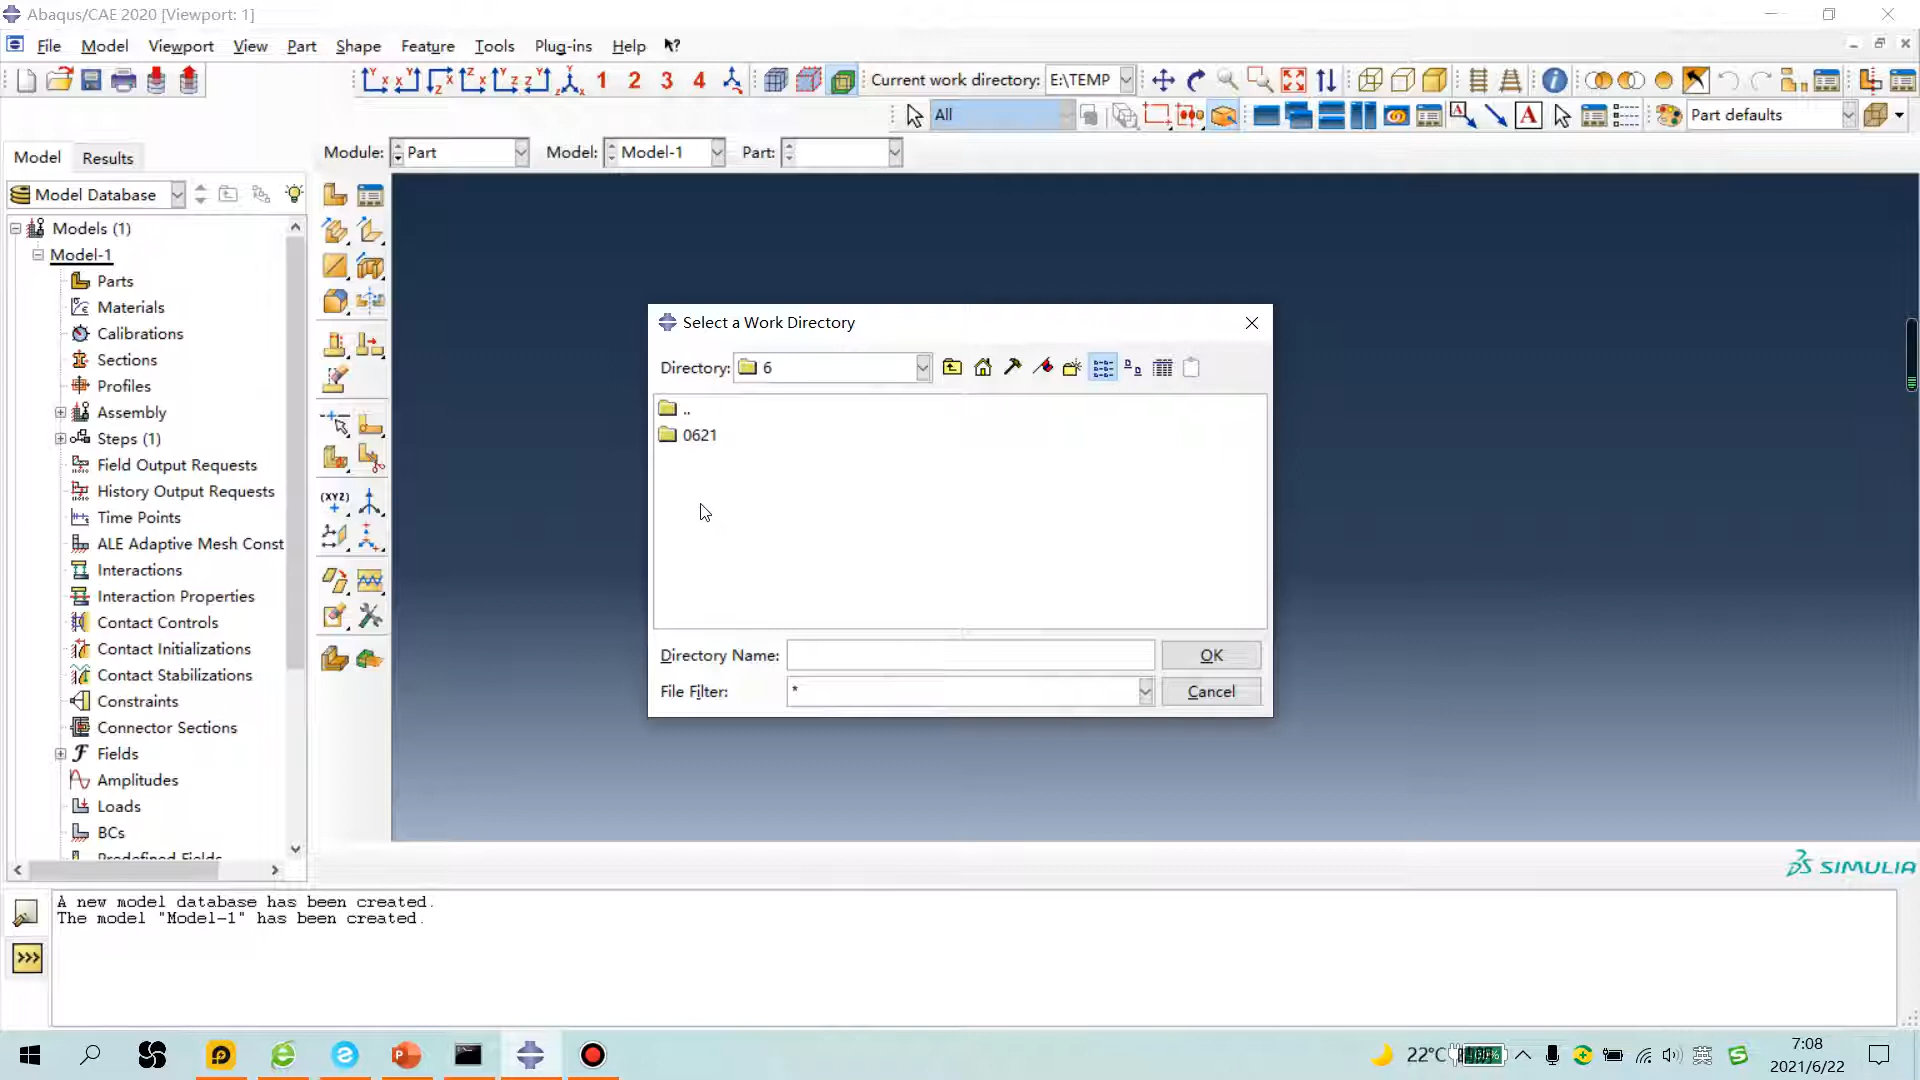 Abaqus/CAE 2020 [Viewport: 1]
File Model Viewport View Part Shape Feature Tools Plug-ins Help
1 2 3 4 Current work directory: E:\TEMP
All Part defaults
Model Results Module: Part Model: Model-1 Part:
Model Database
Models (1)
Model-1
Parts
Materials
Calibrations
Sections
Profiles
Assembly
Steps (1)
Field Output Requests
History Output Requests
Time Points
ALE Adaptive Mesh Const
Interactions
Interaction Properties
Contact Controls
Contact Initializations
Contact Stabilizations
Constraints
Connector Sections
Fields
Amplitudes
Loads
BCs
Predefined Fields
(XYZ)
Select a Work Directory
Directory: 6
..
0621
Directory Name: OK
File Filter: * Cancel
SIMULIA
A new model database has been created.
The model "Model-1" has been created.
>>>
22°C 100% 英 7:08
2021/6/22